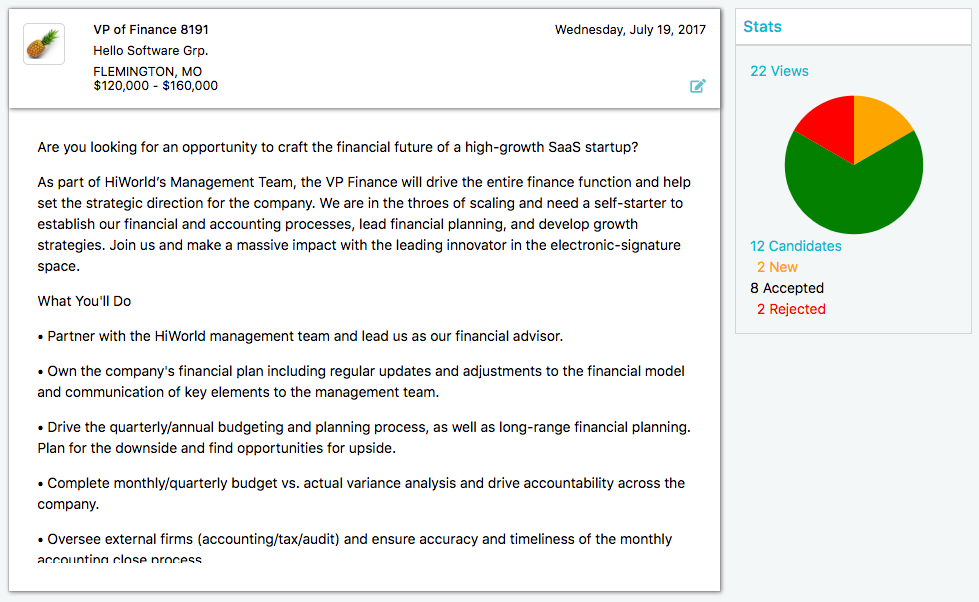 VP of Finance 8191
Wednesday, July 19, 2017
Hello Software Grp.
FLEMINGTON, MO
$120,000 - $160,000
Are you looking for an opportunity to craft the financial future of a high-growth SaaS startup?
As part of HiWorld’s Management Team, the VP Finance will drive the entire finance function and help
set the strategic direction for the company. We are in the throes of scaling and need a self-starter to
establish our financial and accounting processes, lead financial planning, and develop growth
strategies. Join us and make a massive impact with the leading innovator in the electronic-signature
space.
What You'll Do
• Partner with the HiWorld management team and lead us as our financial advisor.
• Own the company's financial plan including regular updates and adjustments to the financial model
and communication of key elements to the management team.
• Drive the quarterly/annual budgeting and planning process, as well as long-range financial planning.
Plan for the downside and find opportunities for upside.
• Complete monthly/quarterly budget vs. actual variance analysis and drive accountability across the
company.
• Oversee external firms (accounting/tax/audit) and ensure accuracy and timeliness of the monthly
accounting close process
Stats
22 Views
12 Candidates
2 New
8 Accepted
2 Rejected